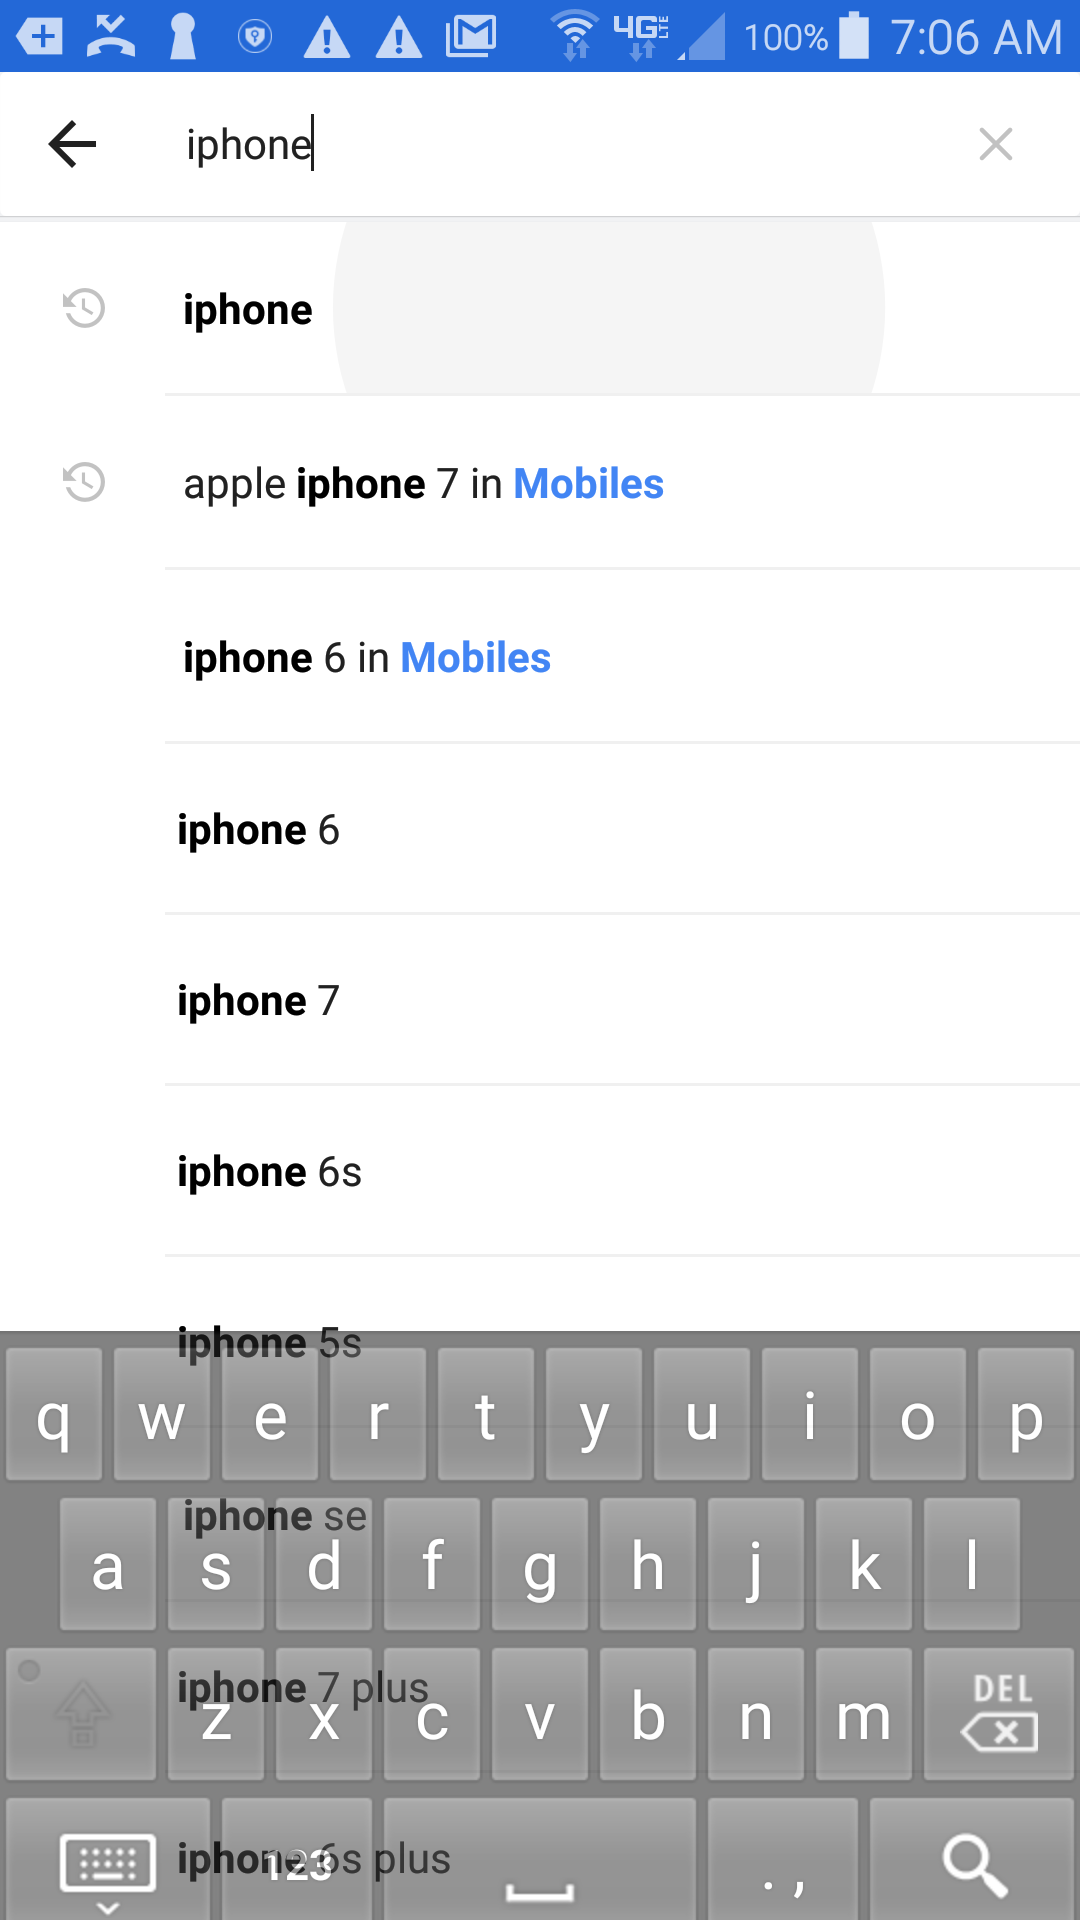 4G LTE 100% 7:06 AM
iphone
iphone
apple iphone 7 in Mobiles
iphone 6 in Mobiles
iphone 6
iphone 7
iphone 6s
iphone 5s
q w e r t y u i o p
iphone se
a s d f g h j k l
iphone 7 plus
DEL
z x c v b n m
iphone 6s plus
123 . ,